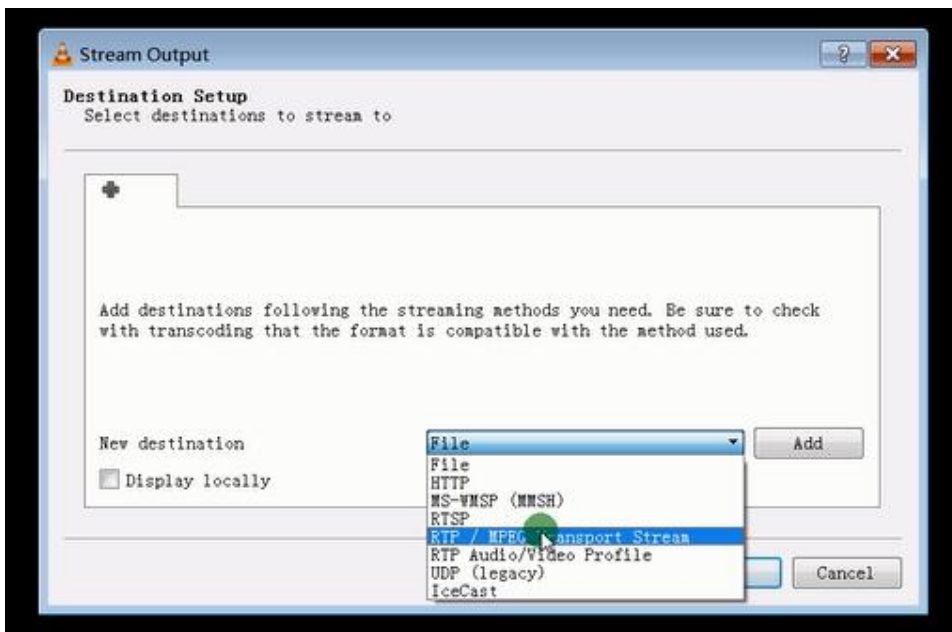 Stream Output
Destination Setup
Select destinations to stream to
Add destinations following the streaming methods you need. Be sure to check
with transcoding that the format is compatible with the method used.
New destination
File
Add
Display locally
File
HTTP
MS-WMSP (MMSH)
RTSP
RTP / MPEG Transport Stream
RTP Audio/Video Profile
UDP (legacy)
IceCast
Cancel